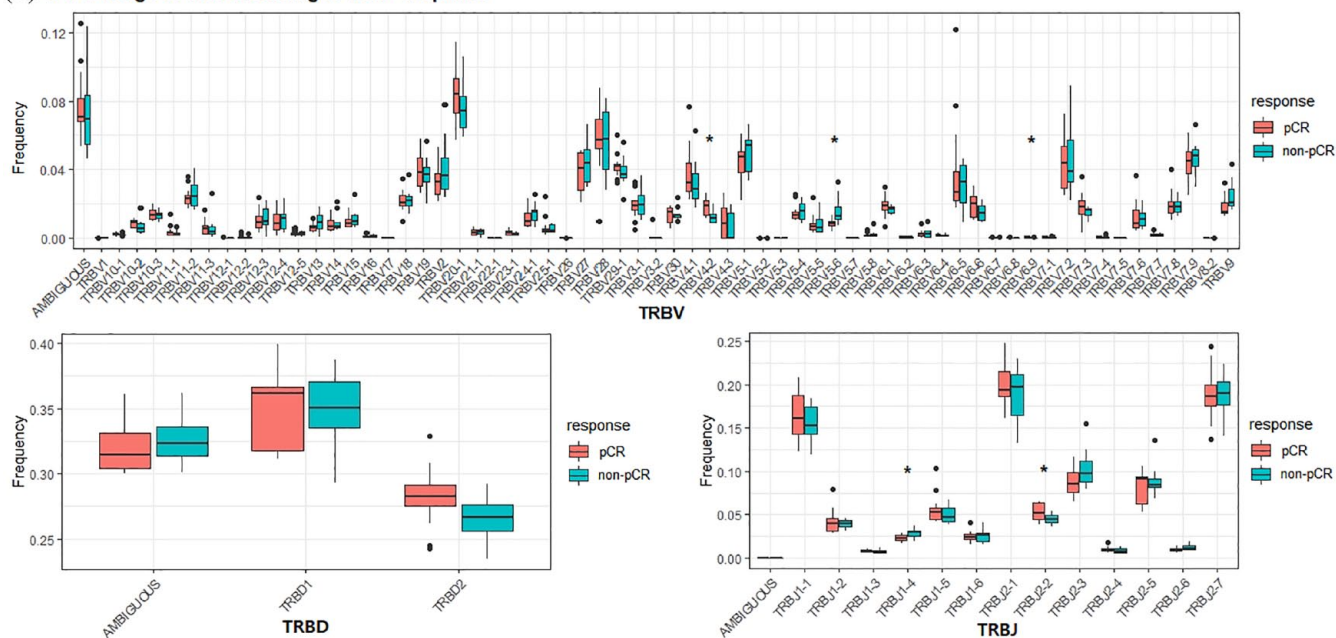 0.12
0.08
0.04
0.00
Frequency
*
*
*
response
pCR
non-pCR
AMBIGUOUS
TRBV1
TRBV10-1
TRBV10-2
TRBV10-3
TRBV11-1
TRBV11-2
TRBV11-3
TRBV12-1
TRBV12-2
TRBV12-3
TRBV12-4
TRBV12-5
TRBV13
TRBV14
TRBV15
TRBV16
TRBV17
TRBV18
TRBV19
TRBV2
TRBV20-1
TRBV21-1
TRBV22-1
TRBV23-1
TRBV24-1
TRBV25-1
TRBV26
TRBV27
TRBV28
TRBV29-1
TRBV3-1
TRBV3-2
TRBV30
TRBV4-1
TRBV4-2
TRBV4-3
TRBV5-1
TRBV5-2
TRBV5-3
TRBV5-4
TRBV5-5
TRBV5-6
TRBV5-7
TRBV5-8
TRBV6-1
TRBV6-2
TRBV6-4
TRBV6-5
TRBV6-6
TRBV6-7
TRBV6-8
TRBV6-9
TRBV7-1
TRBV7-2
TRBV7-3
TRBV7-4
TRBV7-5
TRBV7-6
TRBV7-7
TRBV7-8
TRBV7-9
TRBV8-2
TRBV9
TRBV
0.40
0.35
0.30
0.25
Frequency
response
pCR
non-pCR
AMBIGUOUS
TRBD1
TRBD2
TRBD
0.25
0.20
0.15
0.10
0.05
0.00
Frequency
*
*
response
pCR
non-pCR
AMBIGUOUS
TRBJ1-1
TRBJ1-2
TRBJ1-3
TRBJ1-4
TRBJ1-5
TRBJ1-6
TRBJ2-1
TRBJ2-2
TRBJ2-3
TRBJ2-4
TRBJ2-5
TRBJ2-6
TRBJ2-7
TRBJ